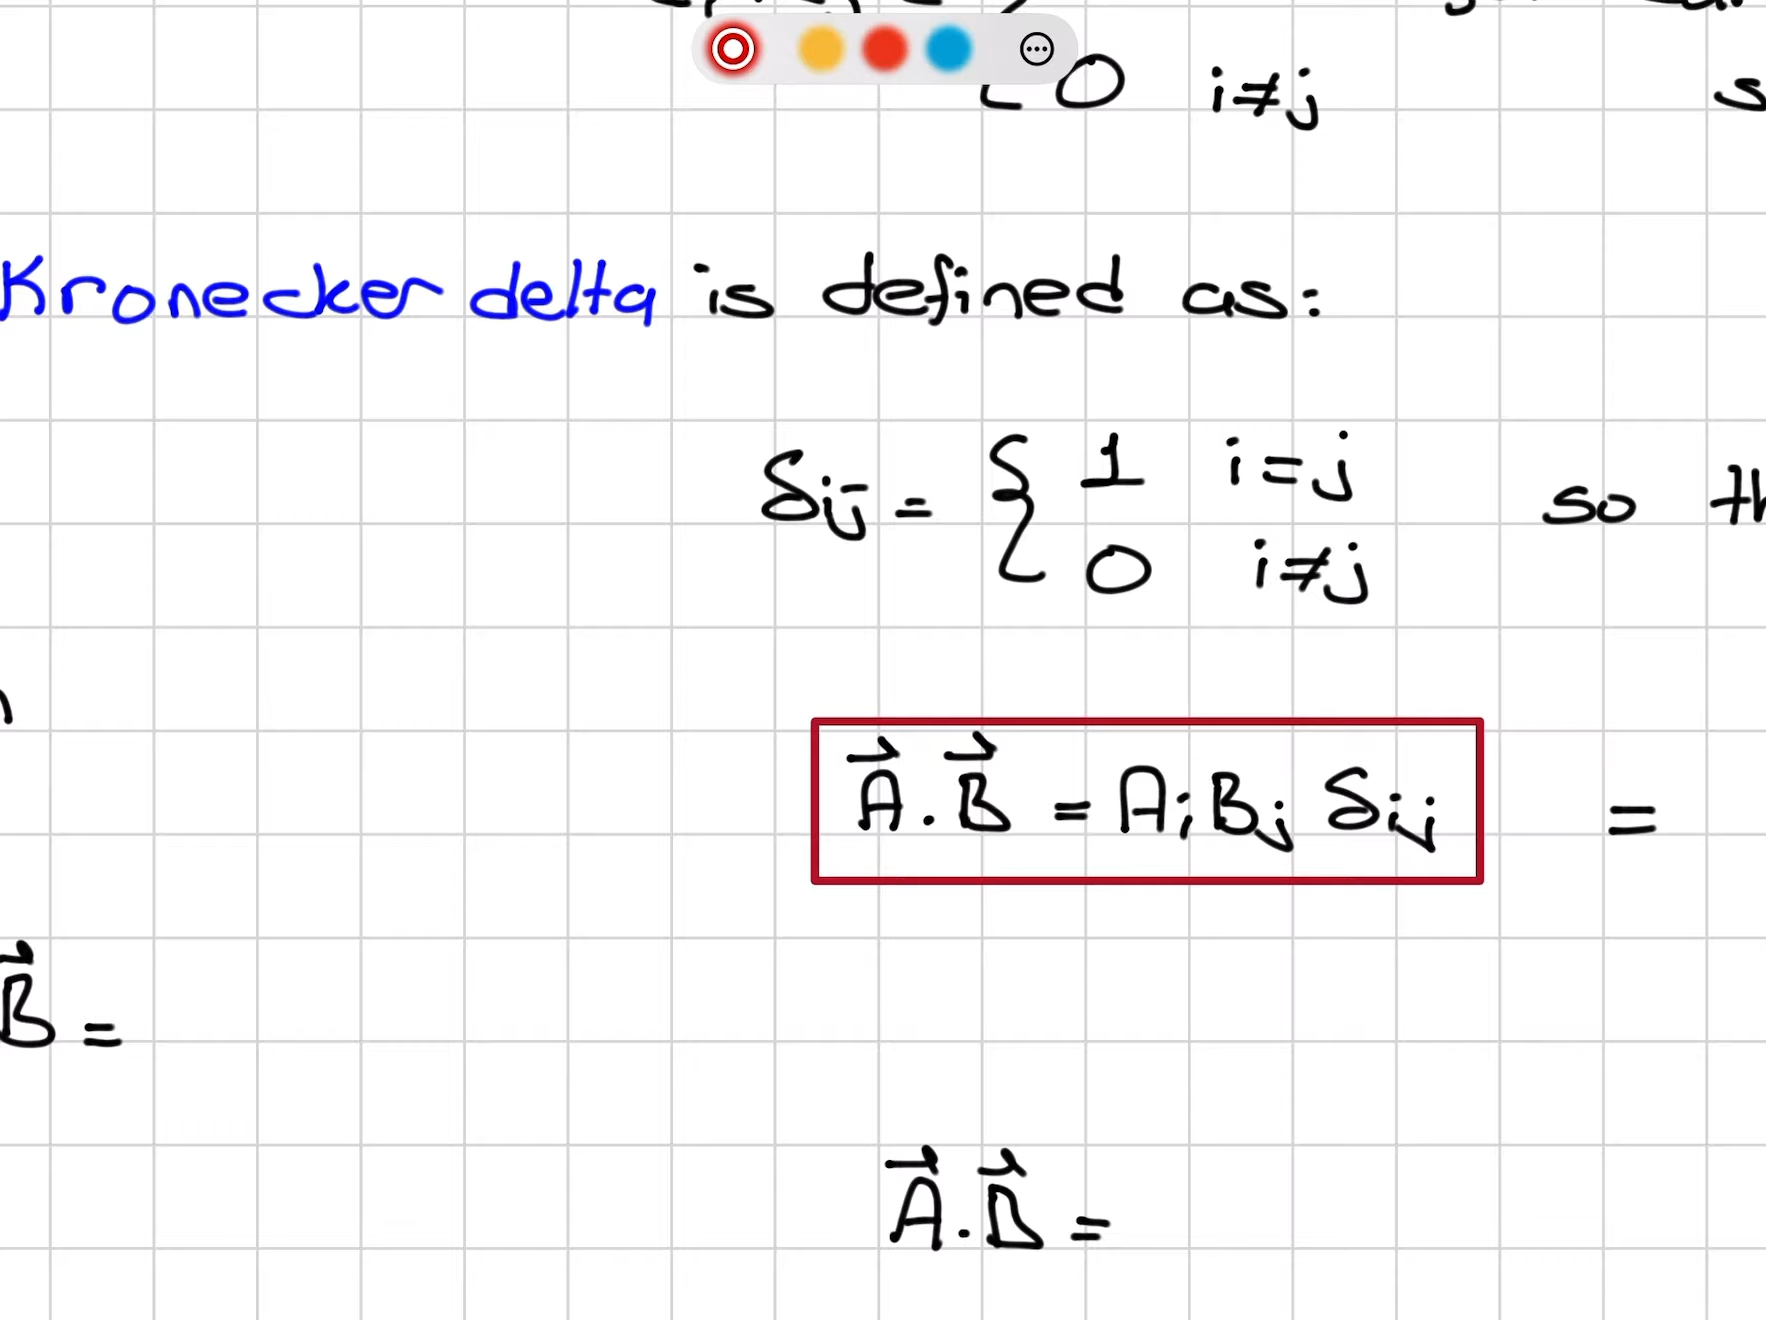 0 i≠j
Kronecker delta is defined as:
δij = { 1 i=j so
0 i≠j
A⃗.B⃗ = AiBj δij =
B⃗ =
A⃗.B⃗ =